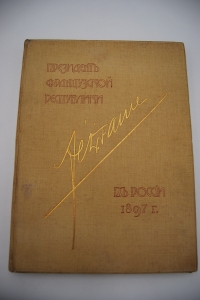 ПРЕЗИДЕНТЪ
ФРАНЦУЗСКОЙ
РЕСПУБЛИКИ
ВЪ РОССІИ
1897 г.